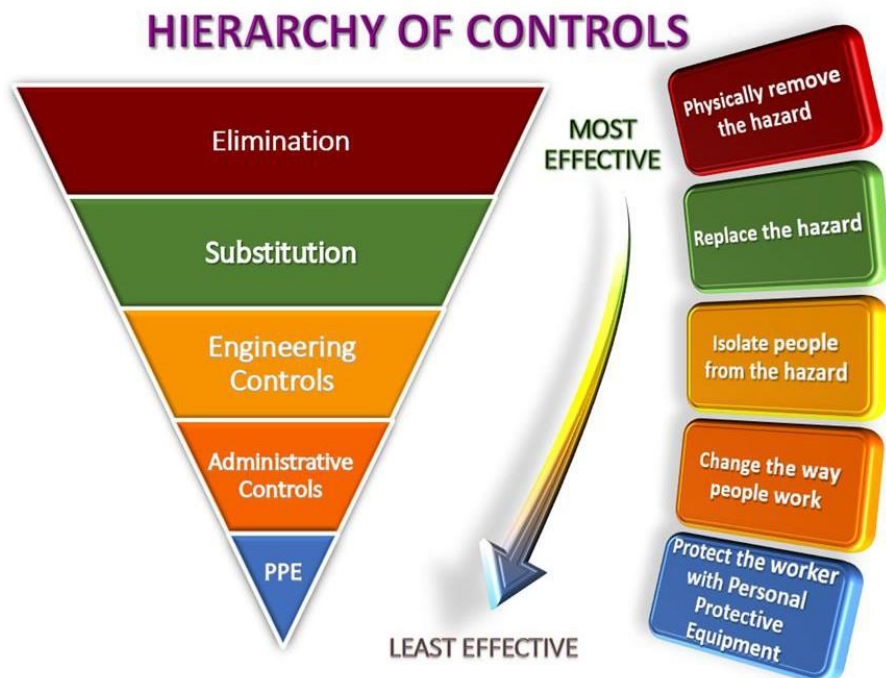 HIERARCHY OF CONTROLS
Elimination
Substitution
Engineering
Controls
Administrative
Controls
PPE
MOST
EFFECTIVE
LEAST EFFECTIVE
Physically remove
the hazard
Replace the hazard
Isolate people
from the hazard
Change the way
people work
Protect the worker
with Personal
Protective
Equipment